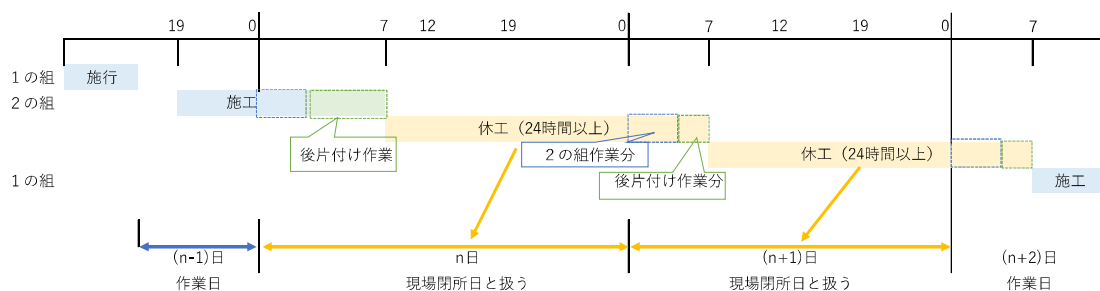 19 0 7 12 19 0 7 12 19 0 7
1の組 施行
2の組 施工
後片付け作業
休工（24時間以上）
2の組作業分
後片付け作業分
休工（24時間以上）
1の組 施工
(n-1)日 n日 (n+1)日 (n+2)日
作業日 現場閉所日と扱う 現場閉所日と扱う 作業日